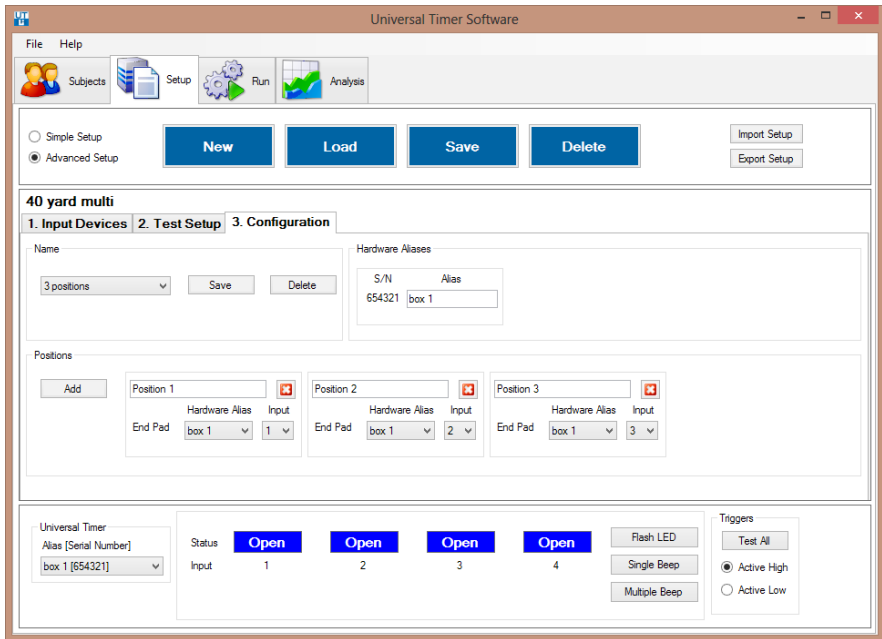 Universal Timer Software
File Help
Subjects Setup Run Analysis
Simple Setup
Advanced Setup
New Load Save Delete
Import Setup
Export Setup
40 yard multi
1. Input Devices 2. Test Setup 3. Configuration
Name
3 positions Save Delete
Hardware Aliases
S/N Alias
654321 box 1
Positions
Add
Position 1
Hardware Alias Input
End Pad box 1 1
Position 2
Hardware Alias Input
End Pad box 1 2
Position 3
Hardware Alias Input
End Pad box 1 3
Universal Timer
Alias [Serial Number]
box 1 [654321]
Status Open Open Open Open
Input 1 2 3 4
Flash LED
Single Beep
Multiple Beep
Triggers
Test All
Active High
Active Low